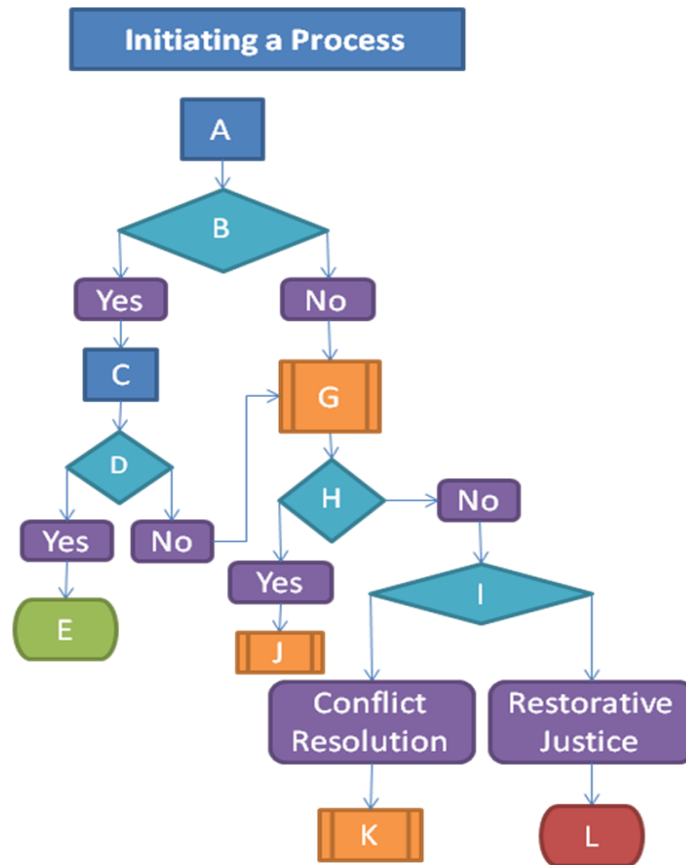 Initiating a Process
A
B
Yes
No
C
G
D
H
No
Yes
No
Yes
I
E
J
Conflict
Resolution
Restorative
Justice
K
L